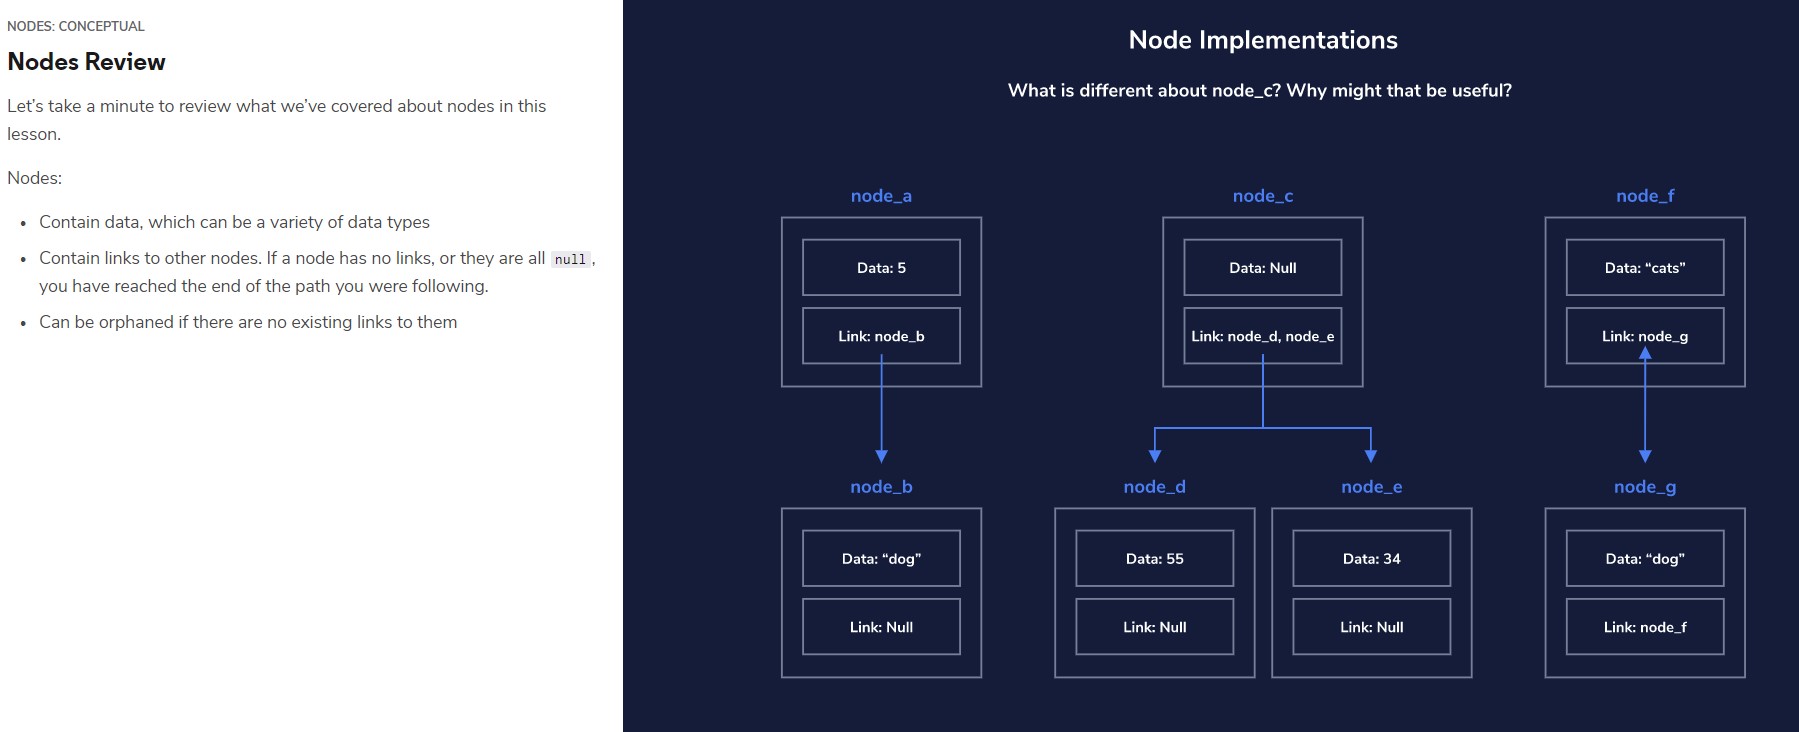 NODES: CONCEPTUAL
Nodes Review
Let’s take a minute to review what we’ve covered about nodes in this
lesson.
Nodes:
• Contain data, which can be a variety of data types
• Contain links to other nodes. If a node has no links, or they are all null,
you have reached the end of the path you were following.
• Can be orphaned if there are no existing links to them
Node Implementations
What is different about node_c? Why might that be useful?
node_a
Data: 5
Link: node_b
node_c
Data: Null
Link: node_d, node_e
node_f
Data: “cats”
Link: node_g
node_b
Data: “dog”
Link: Null
node_d
Data: 55
Link: Null
node_e
Data: 34
Link: Null
node_g
Data: “dog”
Link: node_f